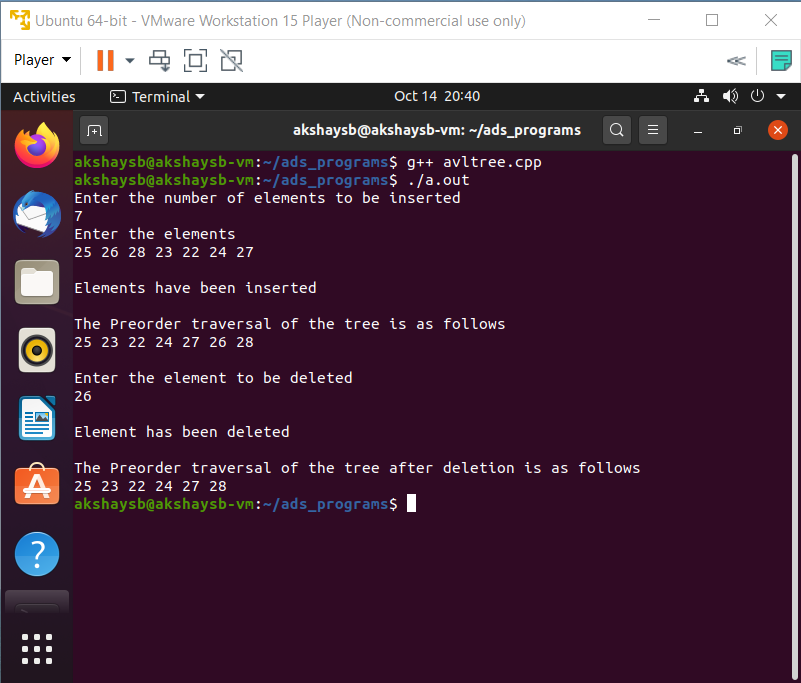 Ubuntu 64-bit - VMware Workstation 15 Player (Non-commercial use only)
Player
Activities Terminal Oct 14 20:40
akshaysb@akshaysb-vm: ~/ads_programs
akshaysb@akshaysb-vm:~/ads_programs$ g++ avltree.cpp
akshaysb@akshaysb-vm:~/ads_programs$ ./a.out
Enter the number of elements to be inserted
7
Enter the elements
25 26 28 23 22 24 27
Elements have been inserted
The Preorder traversal of the tree is as follows
25 23 22 24 27 26 28
Enter the element to be deleted
26
Element has been deleted
The Preorder traversal of the tree after deletion is as follows
25 23 22 24 27 28
akshaysb@akshaysb-vm:~/ads_programs$